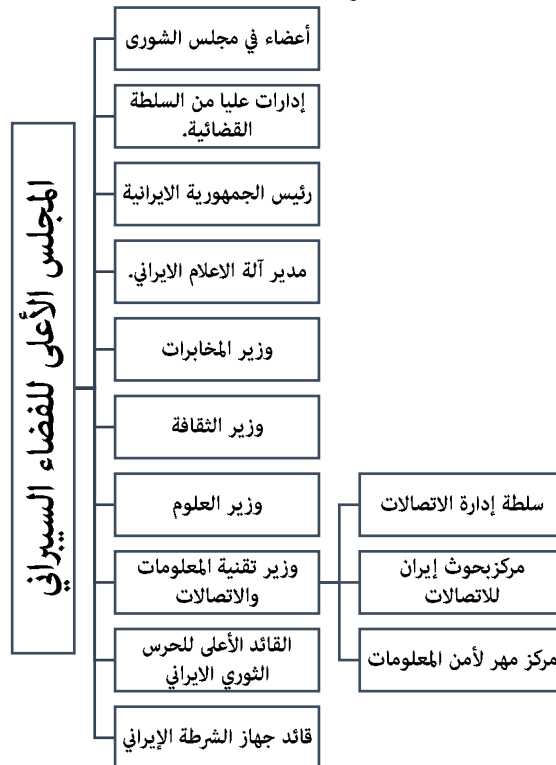 المجلس الأعلى للفضاء السيبراني
أعضاء في مجلس الشورى
إدارات عليا من السلطة
القضائية.
رئيس الجمهورية الايرانية
مدير آلة الاعلام الايراني.
وزير المخابرات
وزير الثقافة
وزير العلوم
وزير تقنية المعلومات
والاتصالات
سلطة إدارة الاتصالات
مركزبحوث إيران
للاتصالات
مركز مهر لأمن المعلومات
القائد الأعلى للحرس
الثوري الايراني
قائد جهاز الشرطة الإيراني